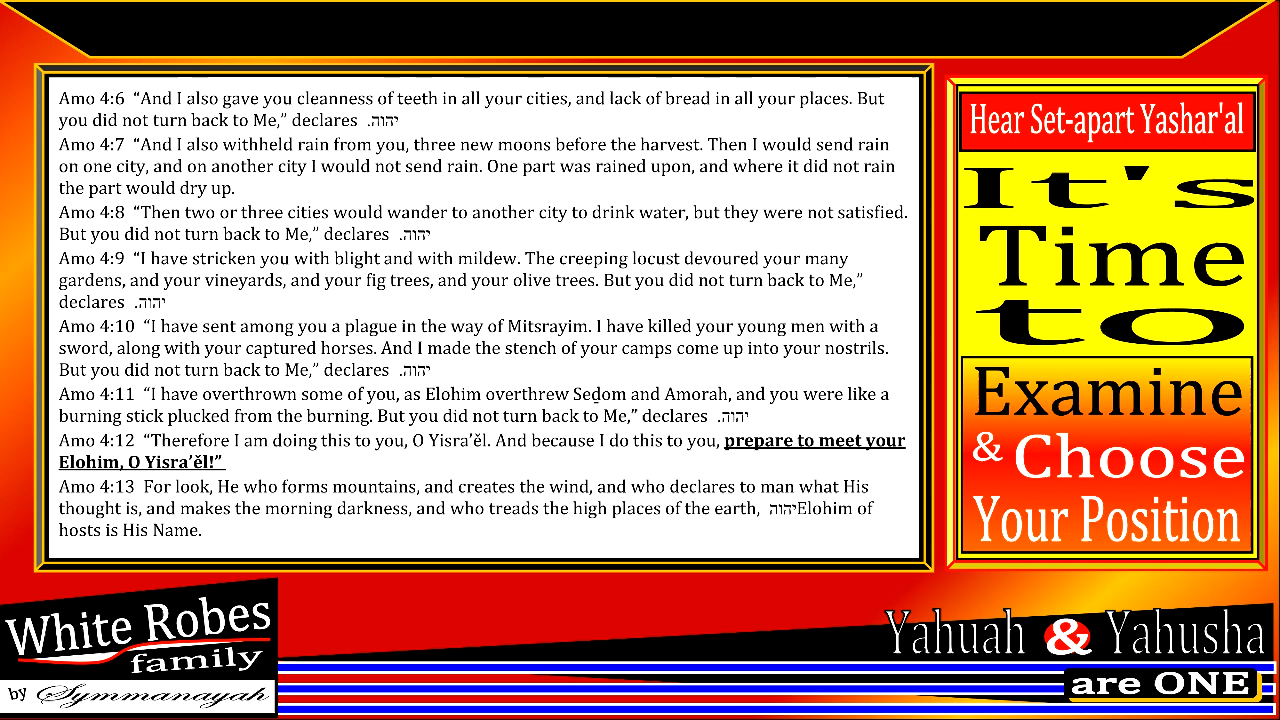 Amo 4:6  “And I also gave you cleanness of teeth in all your cities, and lack of bread in all your places. But
you did not turn back to Me,” declares יהוה.
Amo 4:7  “And I also withheld rain from you, three new moons before the harvest. Then I would send rain
on one city, and on another city I would not send rain. One part was rained upon, and where it did not rain
the part would dry up.
Amo 4:8  “Then two or three cities would wander to another city to drink water, but they were not satisfied.
But you did not turn back to Me,” declares יהוה.
Amo 4:9  “I have stricken you with blight and with mildew. The creeping locust devoured your many
gardens, and your vineyards, and your fig trees, and your olive trees. But you did not turn back to Me,”
declares יהוה.
Amo 4:10  “I have sent among you a plague in the way of Mitsrayim. I have killed your young men with a
sword, along with your captured horses. And I made the stench of your camps come up into your nostrils.
But you did not turn back to Me,” declares יהוה.
Amo 4:11  “I have overthrown some of you, as Elohim overthrew Seḏom and Amorah, and you were like a
burning stick plucked from the burning. But you did not turn back to Me,” declares יהוה.
Amo 4:12  “Therefore I am doing this to you, O Yisra’ĕl. And because I do this to you, prepare to meet your
Elohim, O Yisra’ĕl!”
Amo 4:13  For look, He who forms mountains, and creates the wind, and who declares to man what His
thought is, and makes the morning darkness, and who treads the high places of the earth, יהוהElohim of
hosts is His Name.
Hear Set-apart Yashar'al
It's
Time
to
Examine
& Choose
Your Position
White Robes
family
by Symmanayah
Yahuah & Yahusha
are ONE